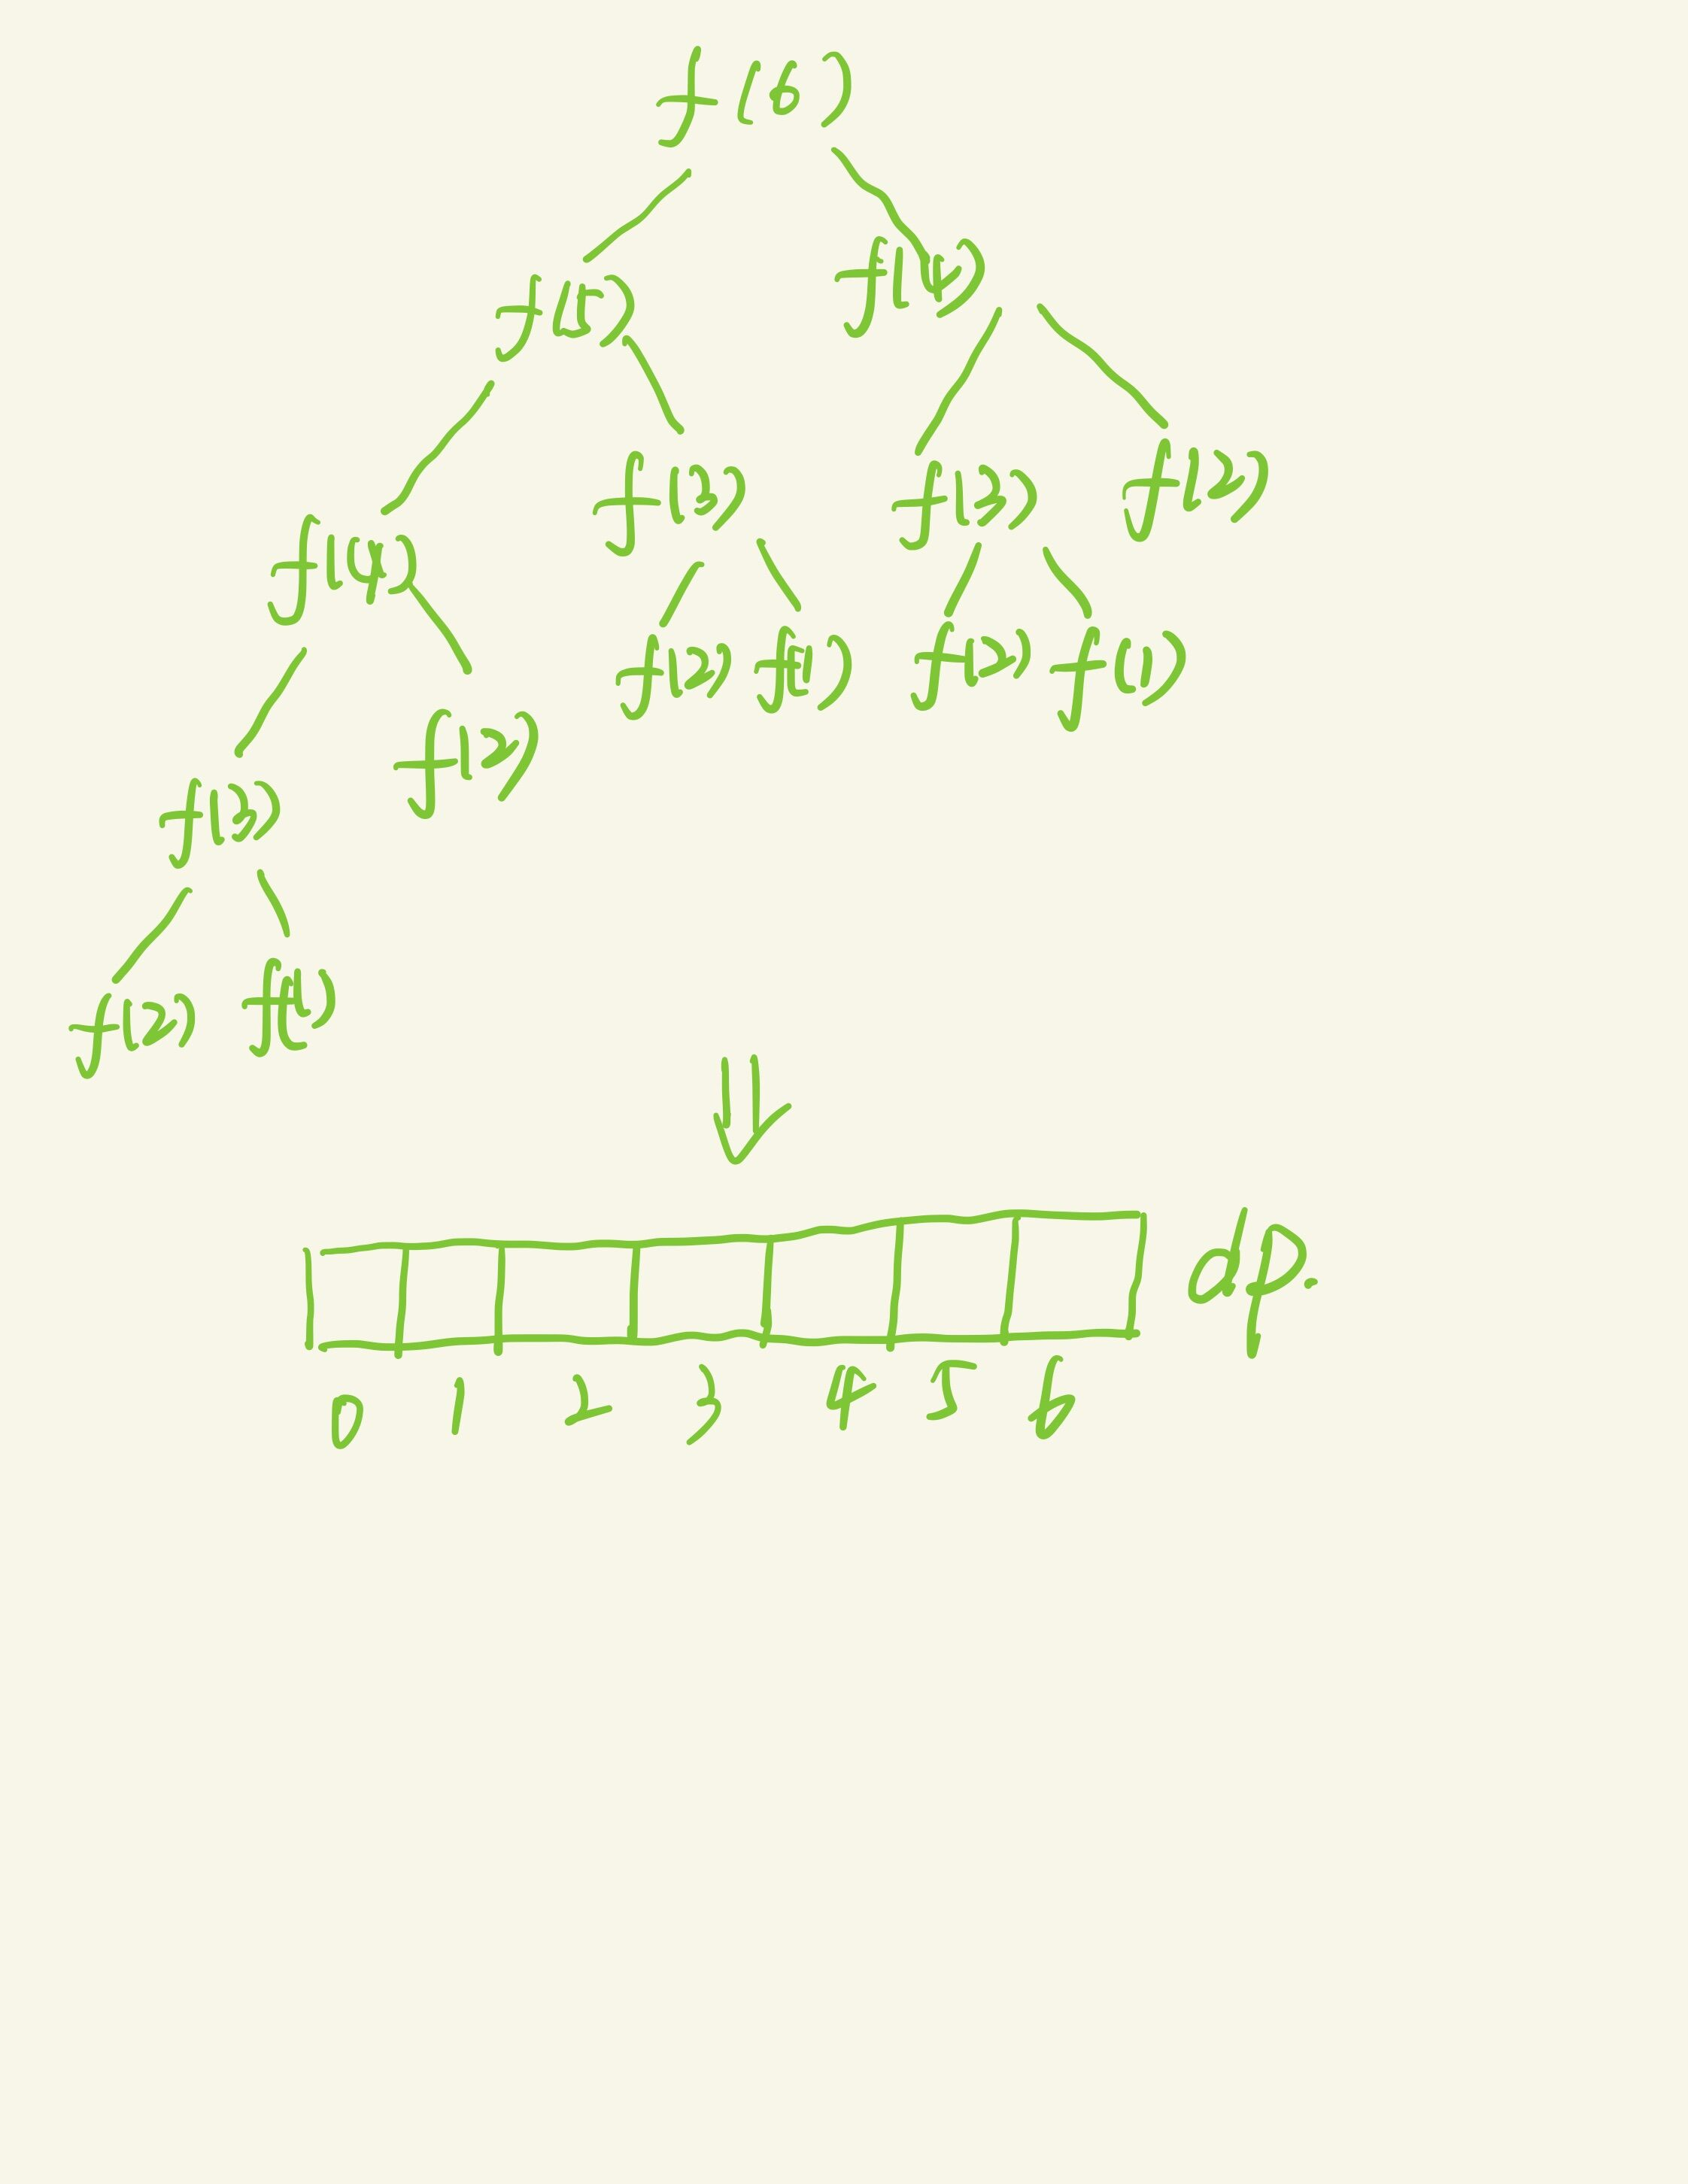 f(6)
f(5) f(4)
f(4) f(3) f(3) f(2)
f(3) f(2) f(2) f(1) f(2) f(1)
f(2) f(1)
dp.
0 1 2 3 4 5 6